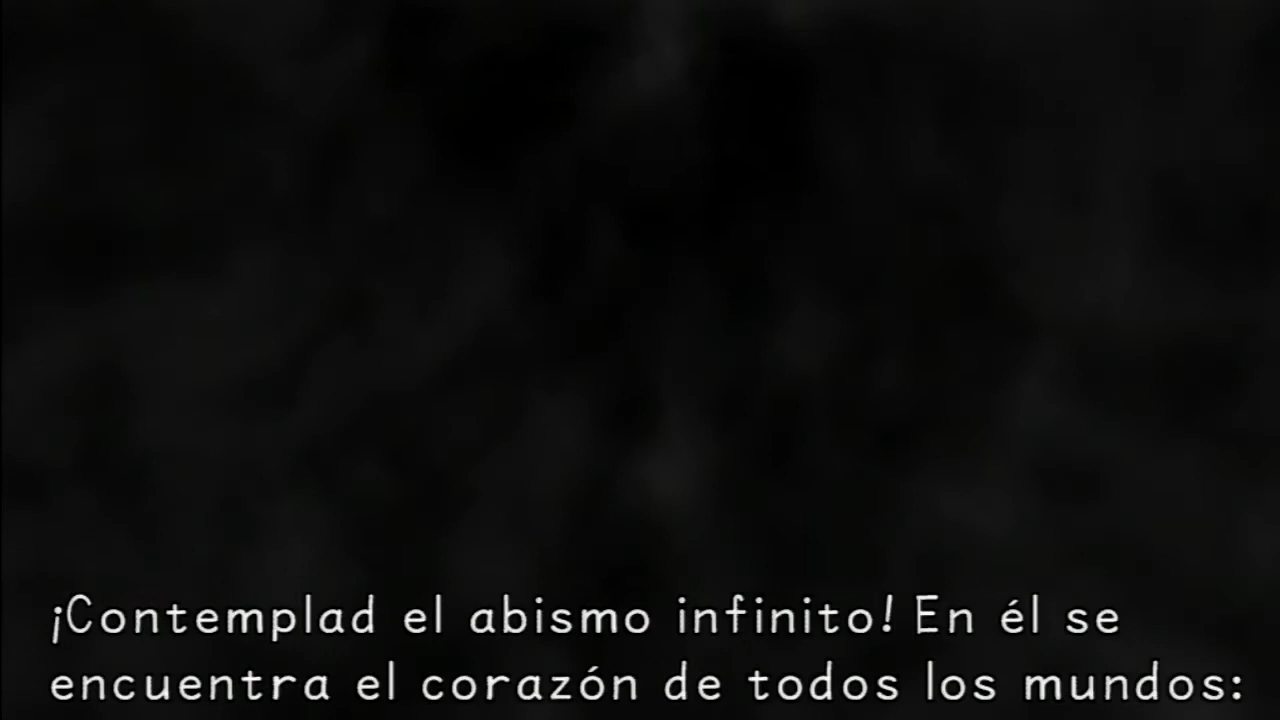 ¡Contemplad el abismo infinito! En él se
encuentra el corazón de todos los mundos: